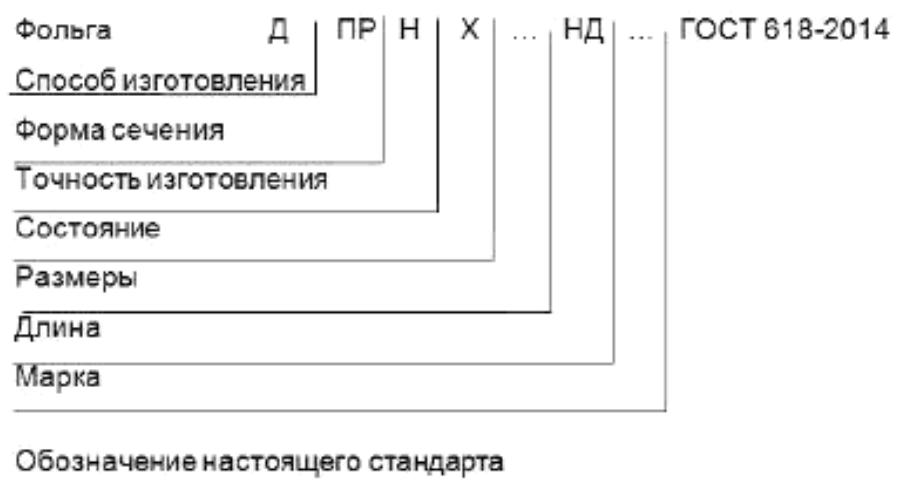 Фольга Д ПР Н Х ... НД ... ГОСТ 618-2014
Способ изготовления
Форма сечения
Точность изготовления
Состояние
Размеры
Длина
Марка
Обозначение настоящего стандарта